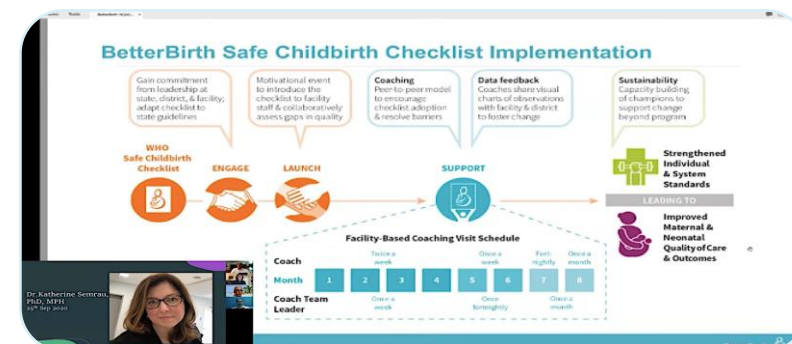 BetterBirth Safe Childbirth Checklist Implementation
Gain commitment
from leadership at
state, district, & facility;
adapt checklist to
state guidelines
Motivational event
to introduce the
checklist to facility
staff & collaboratively
assess gaps in quality
Coaching
Peer-to-peer model
to encourage
checklist adoption
& resolve barriers
Data feedback
Coaches share visual
charts of observations
with facility & district
to foster change
Sustainability
Capacity building
of champions to
support change
beyond program
WHO
Safe Childbirth
Checklist
ENGAGE
LAUNCH
SUPPORT
Strengthened
Individual
& System
Standards
LEADING TO
Improved
Maternal &
Neonatal
Quality of Care
& Outcomes
Facility-Based Coaching Visit Schedule
Coach
Twice a
week
Once a
week
Fort-
nightly
Once a
month
Month
1 2 3 4 5 6 7 8
Coach Team
Leader
Once a
week
Once
fortnightly
Once a
month
Dr.Katherine Semrau,
PhD, MPH
25th Sep 2020